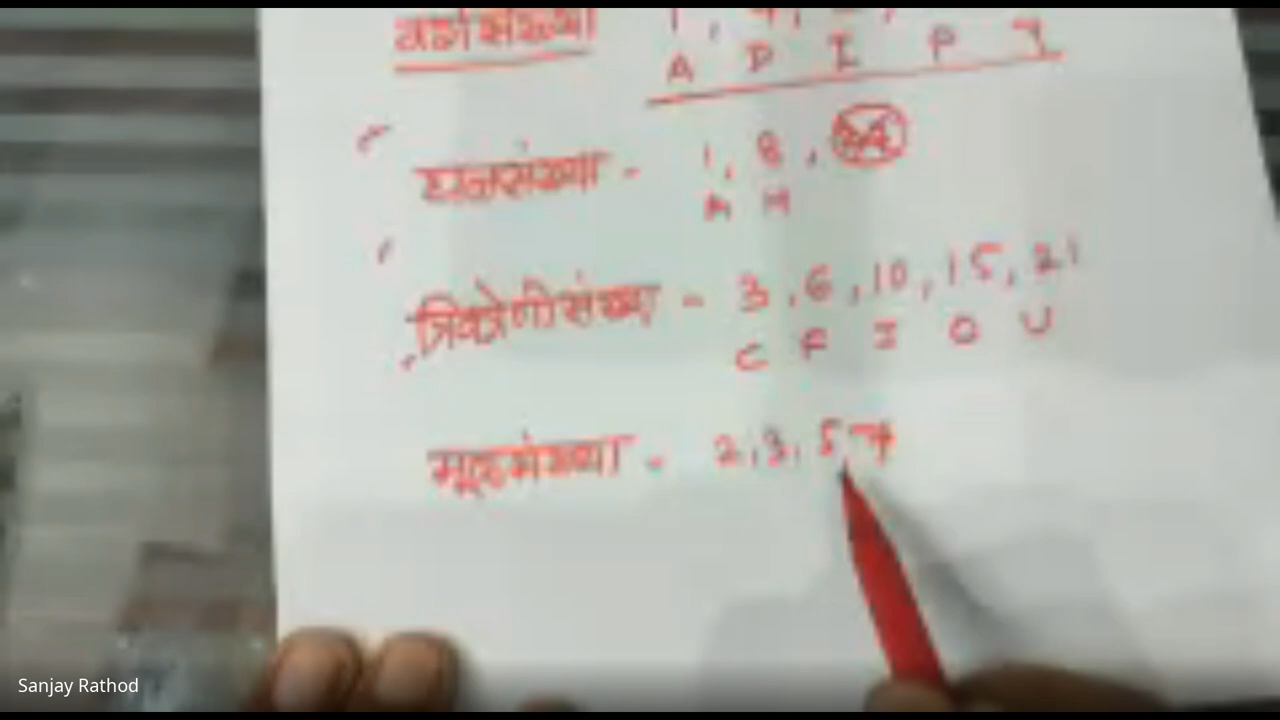 वर्गसंख्या 1, 4,
A D I P Y
घनसंख्या - 1, 8,
A H
त्रिकोणीसंख्या - 3, 6, 10, 15, 21
C F I O U
मूळसंख्या - 2, 3, 5, 7
Sanjay Rathod